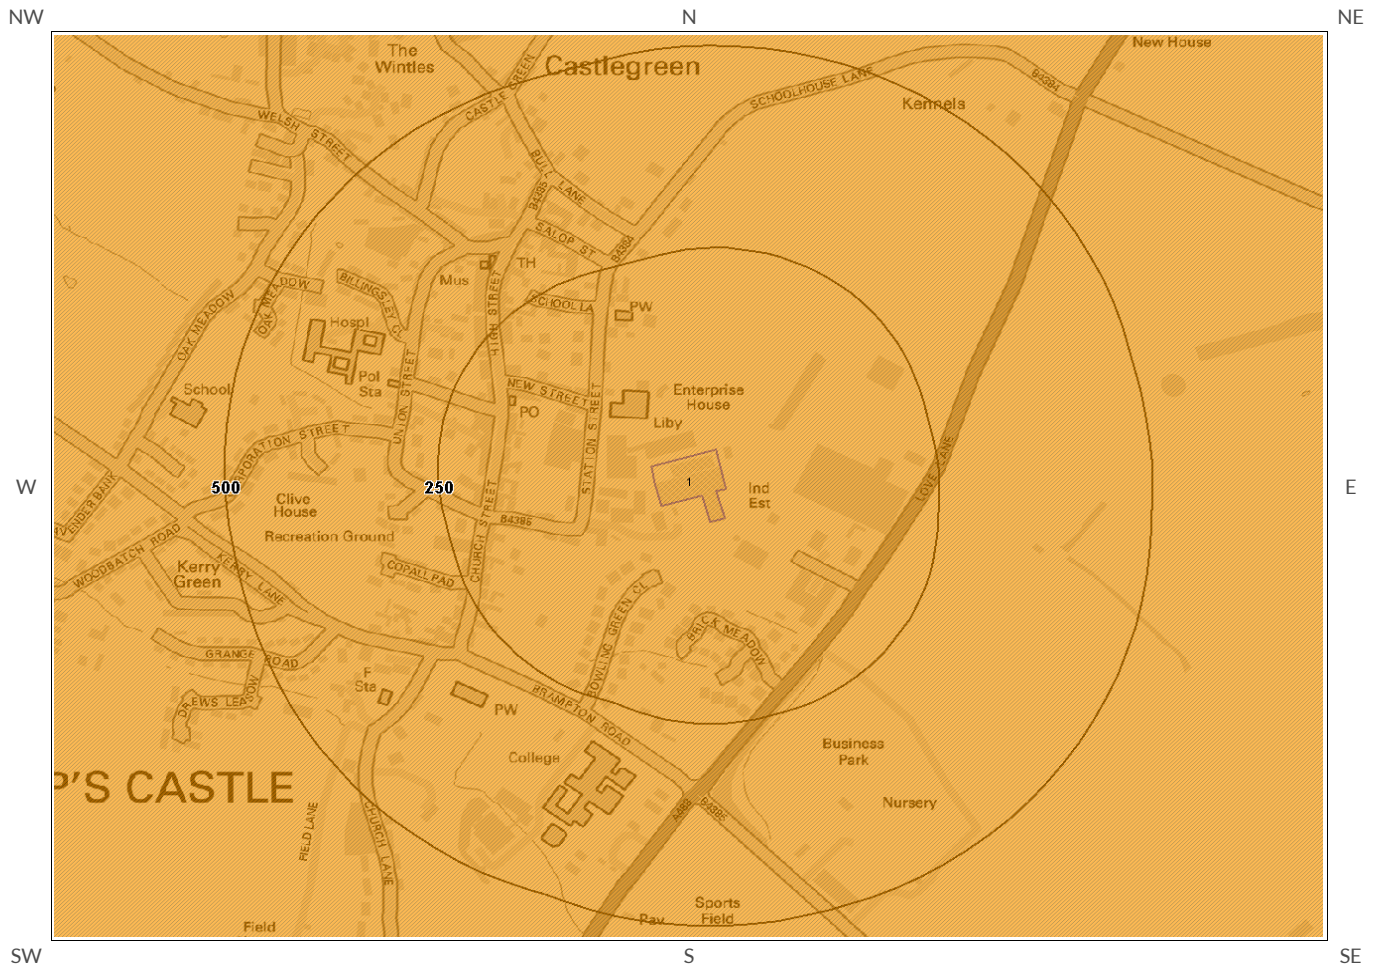 NW
N
NE
New House
The
Wintles
Castlegreen
CASTLE GREEN
SCHOOLHOUSE LANE
B4384
Kennels
WELSH STREET
BULL LANE
B4385
SALOP ST
B4384
TH
Mus
OAK MEADOW
OAK MEADOW
BILLINGSLEY C
SCHOOL LA
PW
HIGH STREET
Hospl
Pol
Sta
School
UNION STREET
NEW STREET
PO
STATION STREET
Enterprise
House
Liby
CORPORATION STREET
LOVE LANE
W
500
250
1
Ind
Est
E
Clive
House
Recreation Ground
CHURCH STREET
B4385
ENDER BANK
WOODBATCH ROAD
Kerry
Green
KERRY LANE
COPALL PAD
BOWLING GREEN CL
BRICK MEADOW
GRANGE ROAD
DREWS LEASOW
F
Sta
PW
BRAMPTON ROAD
College
Business
Park
Nursery
P'S CASTLE
FIELD LANE
CHURCH LANE
A488
B4385
Sports
Field
Pav
Field
SW
S
SE